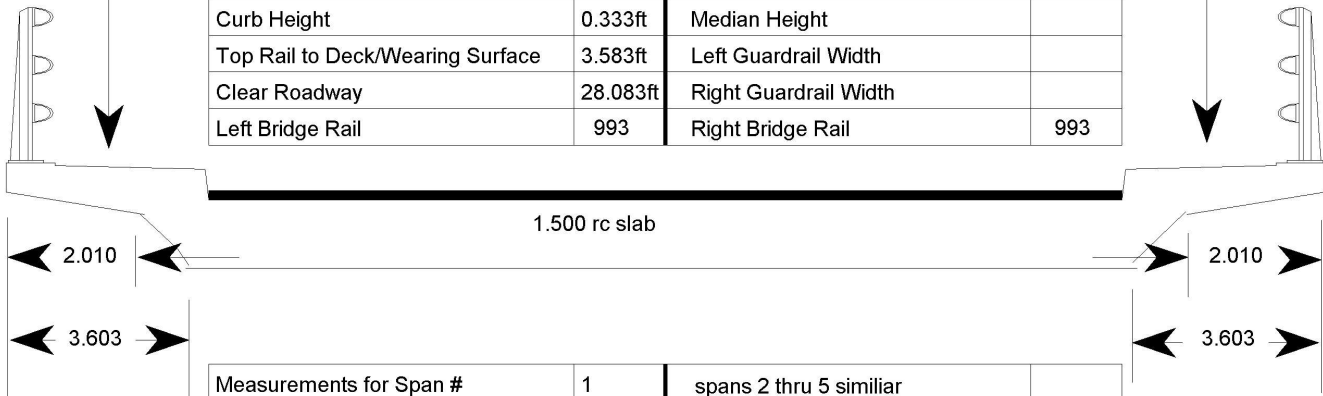 Curb Height 0.333ft Median Height
Top Rail to Deck/Wearing Surface 3.583ft Left Guardrail Width
Clear Roadway 28.083ft Right Guardrail Width
Left Bridge Rail 993 Right Bridge Rail 993
1.500 rc slab
2.010 2.010
3.603 3.603
Measurements for Span # 1 spans 2 thru 5 similiar